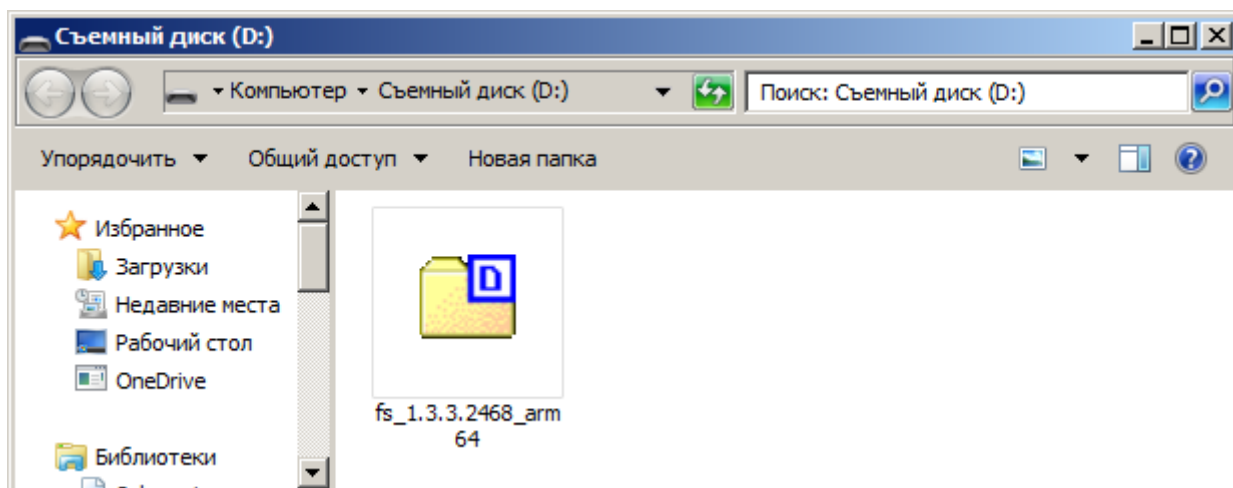 Съемный диск (D:)
Компьютер Съемный диск (D:)
Поиск: Съемный диск (D:)
Упорядочить Общий доступ Новая папка
Избранное
Загрузки
Недавние места
Рабочий стол
OneDrive
Библиотеки
D
fs_1.3.3.2468_arm
64